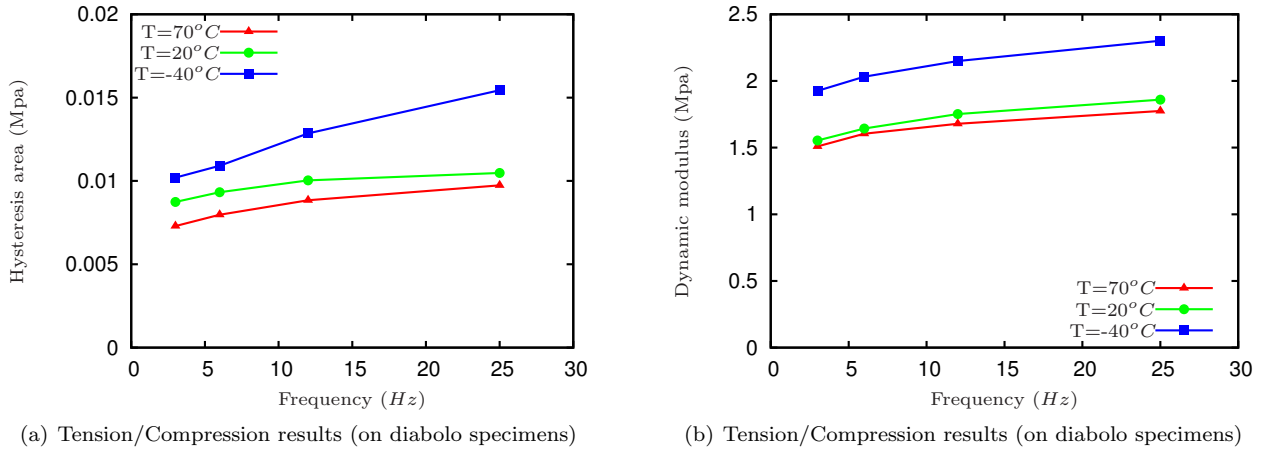 0.02
0.015
0.01
0.005
0
Hysteresis area (Mpa)
T=70°C
T=20°C
T=-40°C
0 5 10 15 20 25 30
Frequency (Hz)
(a) Tension/Compression results (on diabolo specimens)
2.5
2
1.5
1
0.5
0
Dynamic modulus (Mpa)
T=70°C
T=20°C
T=-40°C
0 5 10 15 20 25 30
Frequency (Hz)
(b) Tension/Compression results (on diabolo specimens)